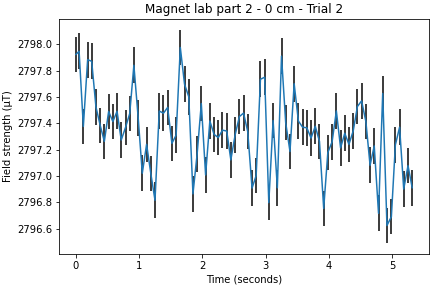 Magnet lab part 2 - 0 cm - Trial 2
Field strength (μT)
2798.0
2797.8
2797.6
2797.4
2797.2
2797.0
2796.8
2796.6
0 1 2 3 4 5
Time (seconds)